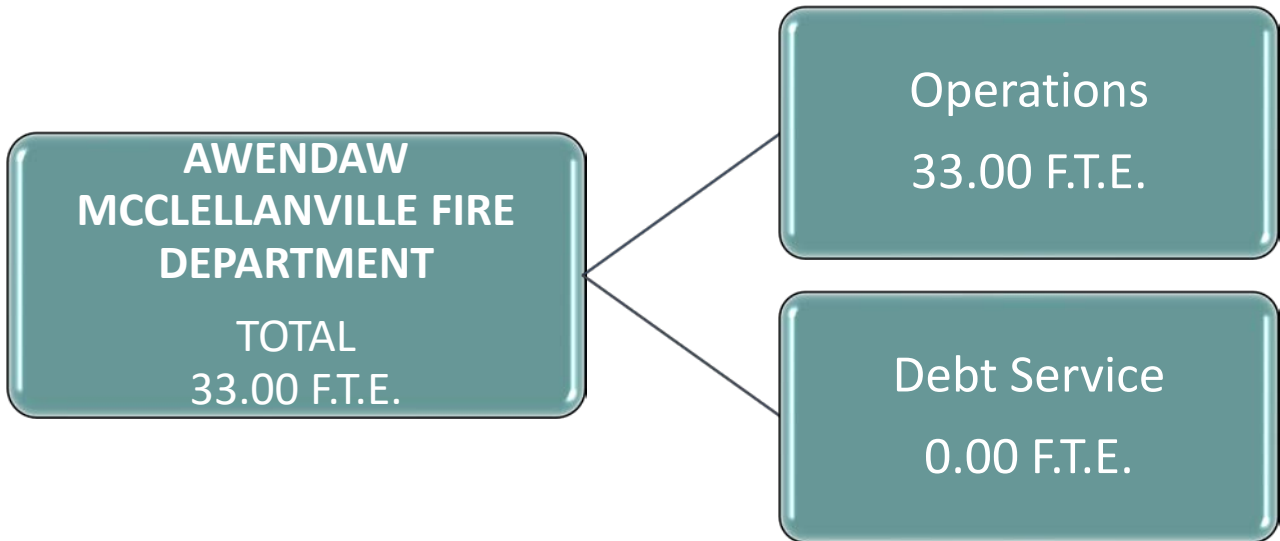 AWENDAW
MCCLELLANVILLE FIRE
DEPARTMENT
TOTAL
33.00 F.T.E.
Operations
33.00 F.T.E.
Debt Service
0.00 F.T.E.